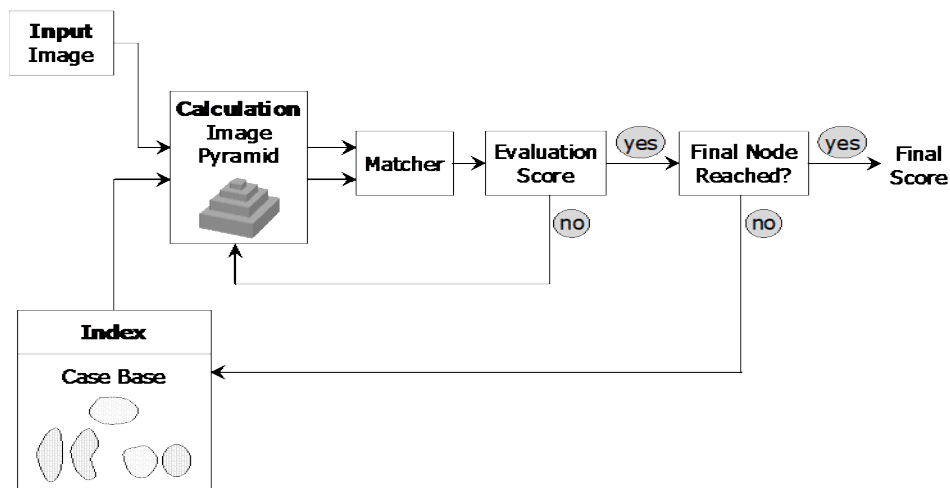 Input
Image
Calculation
Image
Pyramid
Matcher
Evaluation
Score
yes
Final Node
Reached?
yes
Final
Score
no
no
Index
Case Base